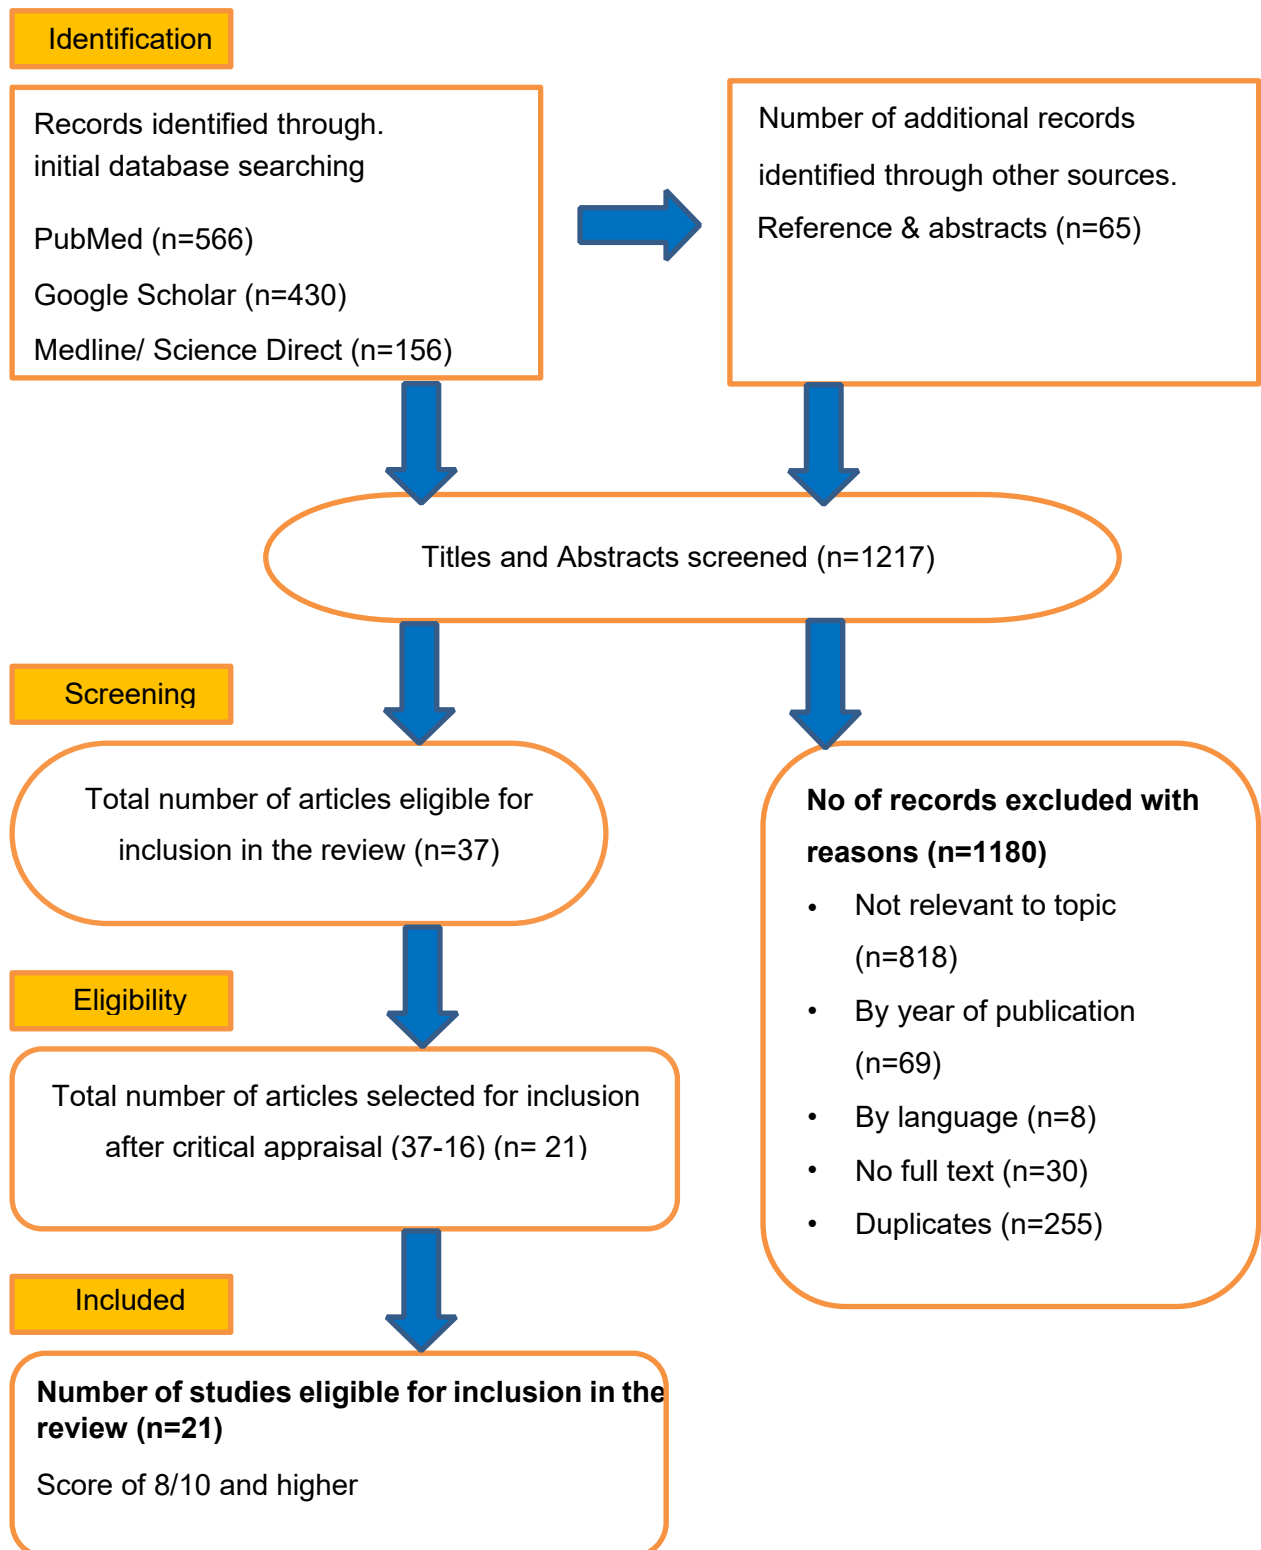 Identification
Records identified through.
initial database searching
PubMed (n=566)
Google Scholar (n=430)
Medline/ Science Direct (n=156)
Number of additional records
identified through other sources.
Reference & abstracts (n=65)
Titles and Abstracts screened (n=1217)
Screening
Total number of articles eligible for
inclusion in the review (n=37)
No of records excluded with
reasons (n=1180)
• Not relevant to topic
(n=818)
• By year of publication
(n=69)
• By language (n=8)
• No full text (n=30)
• Duplicates (n=255)
Eligibility
Total number of articles selected for inclusion
after critical appraisal (37-16) (n= 21)
Included
Number of studies eligible for inclusion in the
review (n=21)
Score of 8/10 and higher